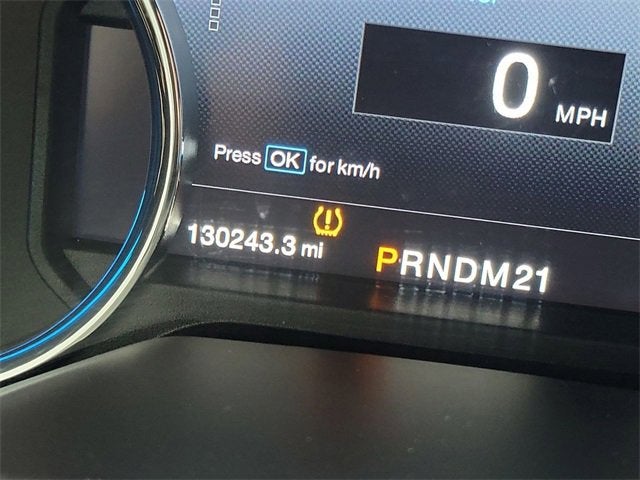 0 MPH
Press OK for km/h
130243.3 mi
PRNDM21